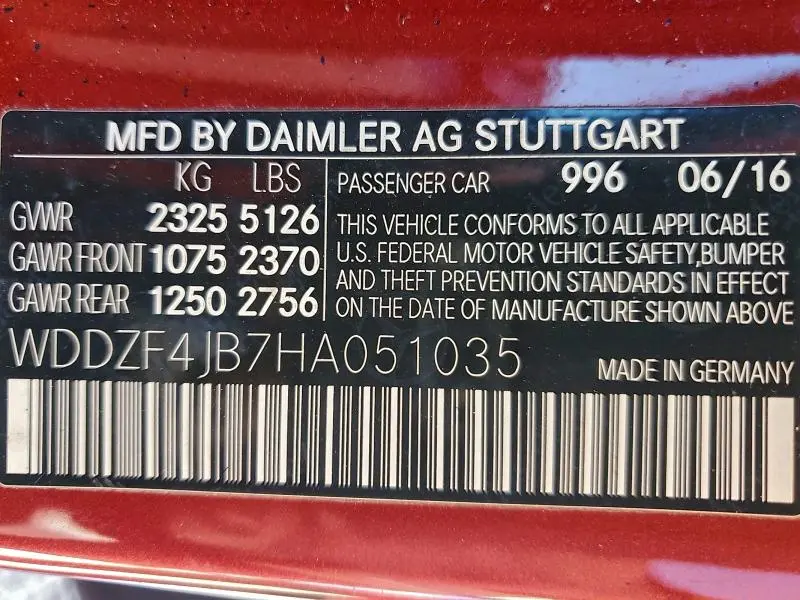 MFD BY DAIMLER AG STUTTGART
KG LBS
GVWR 2325 5126
GAWR FRONT 1075 2370
GAWR REAR 1250 2756
PASSENGER CAR 996 06/16
THIS VEHICLE CONFORMS TO ALL APPLICABLE
U.S. FEDERAL MOTOR VEHICLE SAFETY,BUMPER
AND THEFT PREVENTION STANDARDS IN EFFECT
ON THE DATE OF MANUFACTURE SHOWN ABOVE
WDDZF4JB7HA051035
MADE IN GERMANY